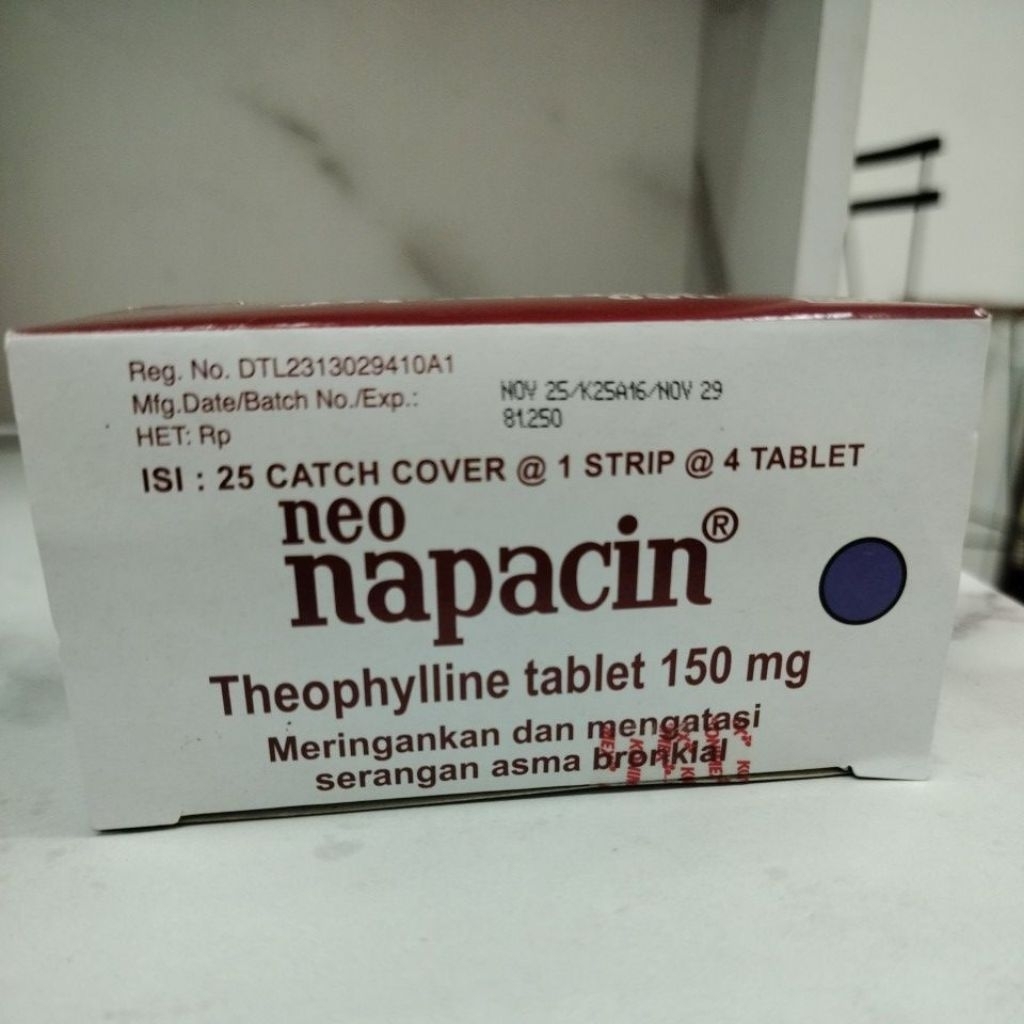 Reg. No. DTL2313029410A1
Mfg.Date/Batch No./Exp.: NOV 25/K25A16/NOV 29
HET: Rp 81.250
ISI : 25 CATCH COVER @ 1 STRIP @ 4 TABLET
neo
napacin®
Theophylline tablet 150 mg
Meringankan dan mengatasi
serangan asma bronkial